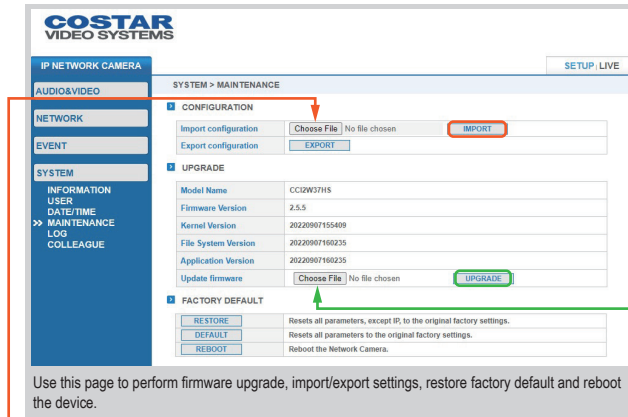 COSTAR
VIDEO SYSTEMS
IP NETWORK CAMERA
SETUP | LIVE
AUDIO&VIDEO
NETWORK
EVENT
SYSTEM
INFORMATION
USER
DATE/TIME
>> MAINTENANCE
LOG
COLLEAGUE
SYSTEM > MAINTENANCE
CONFIGURATION
Import configuration Choose File No file chosen IMPORT
Export configuration EXPORT
UPGRADE
Model Name CCI2W37HS
Firmware Version 2.5.5
Kernel Version 20220907155409
File System Version 20220907160235
Application Version 20220907160235
Update firmware Choose File No file chosen UPGRADE
FACTORY DEFAULT
RESTORE Resets all parameters, except IP, to the original factory settings.
DEFAULT Resets all parameters to the original factory settings.
REBOOT Reboot the Network Camera.
Use this page to perform firmware upgrade, import/export settings, restore factory default and reboot
the device.